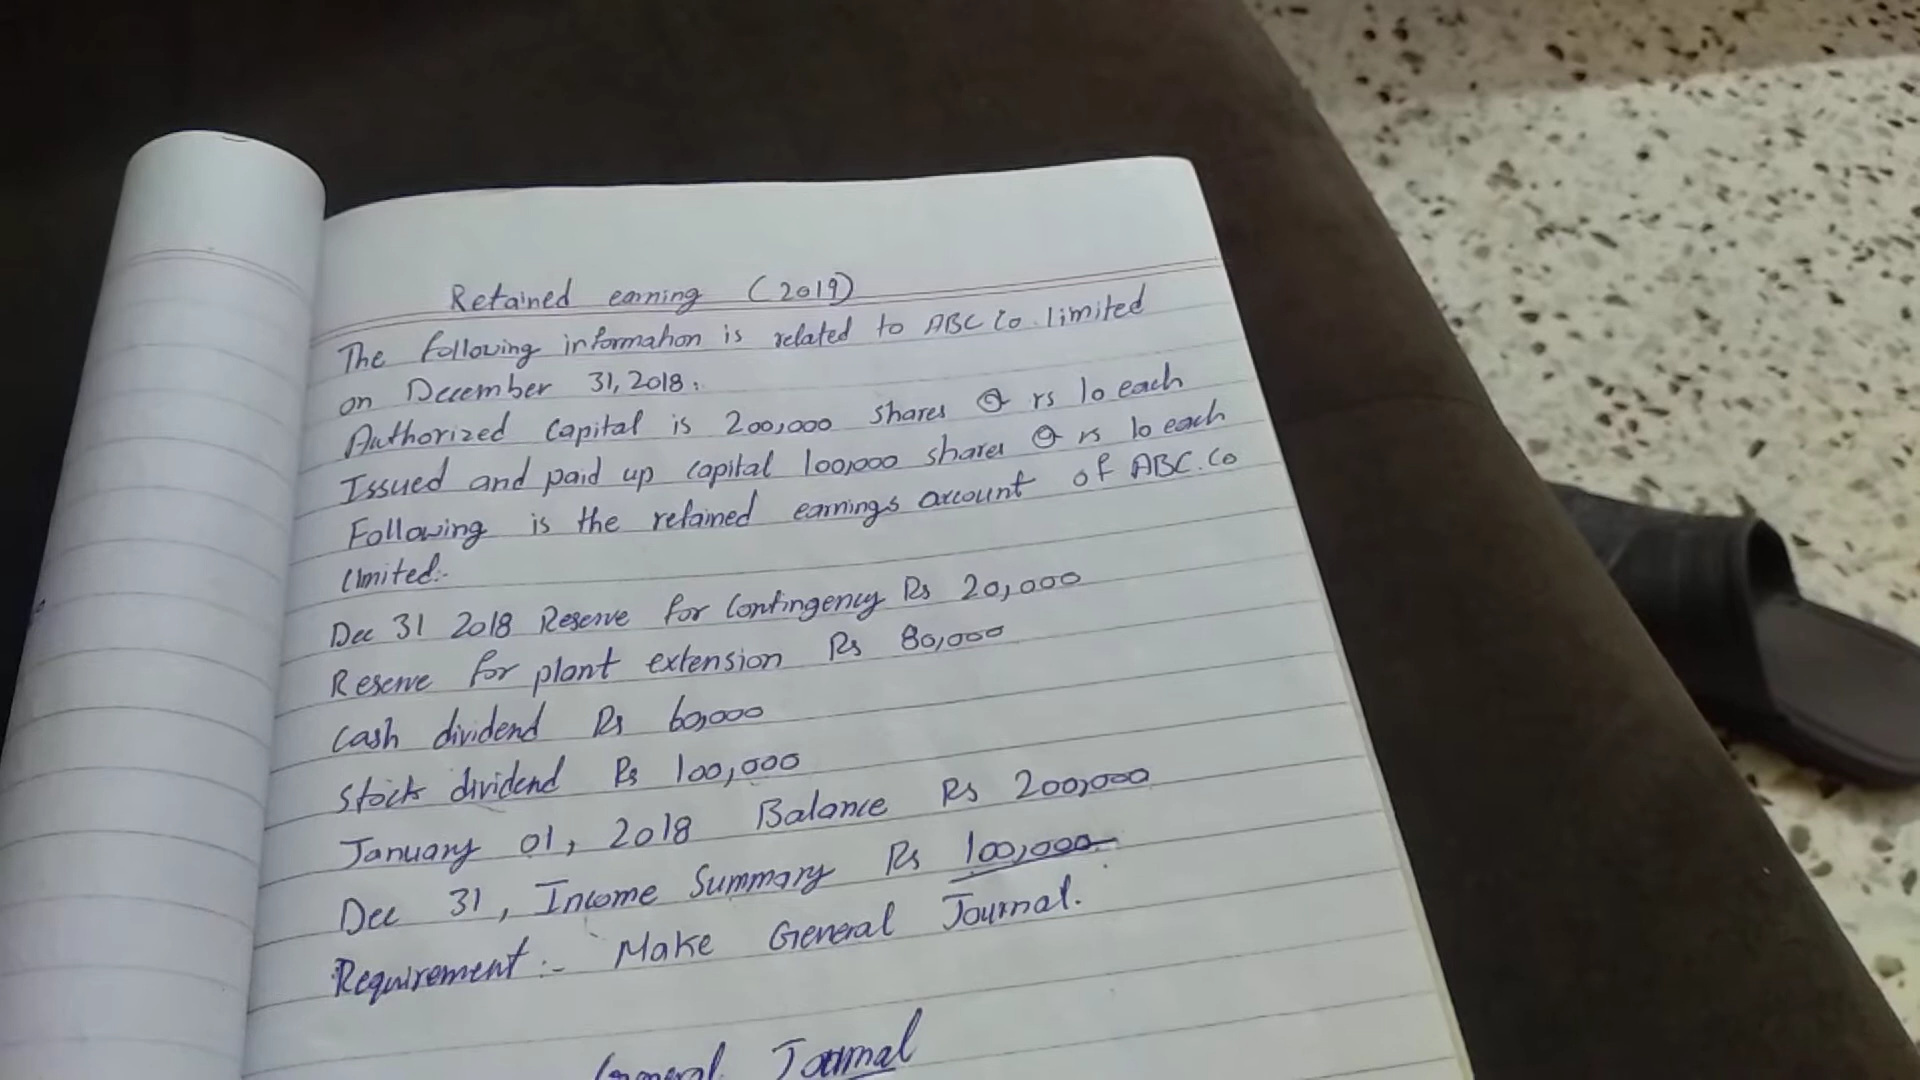 Retained earning (2019)
The following information is related to ABC Co. limited
on December 31, 2018:
Authorized capital is 200,000 shares @ rs 10 each
Issued and paid up capital 100,000 shares @ rs 10 each
Following is the retained earnings account of ABC. Co
limited:-
Dec 31 2018 Reserve for contingency Rs 20,000
Reserve for plant extension Rs 80,000
Cash dividend Rs 60,000
Stock dividend Rs 100,000
January 01, 2018 Balance Rs 200,000
Dec 31, Income Summary Rs 100,000
Requirement:- Make General Journal.
General Journal